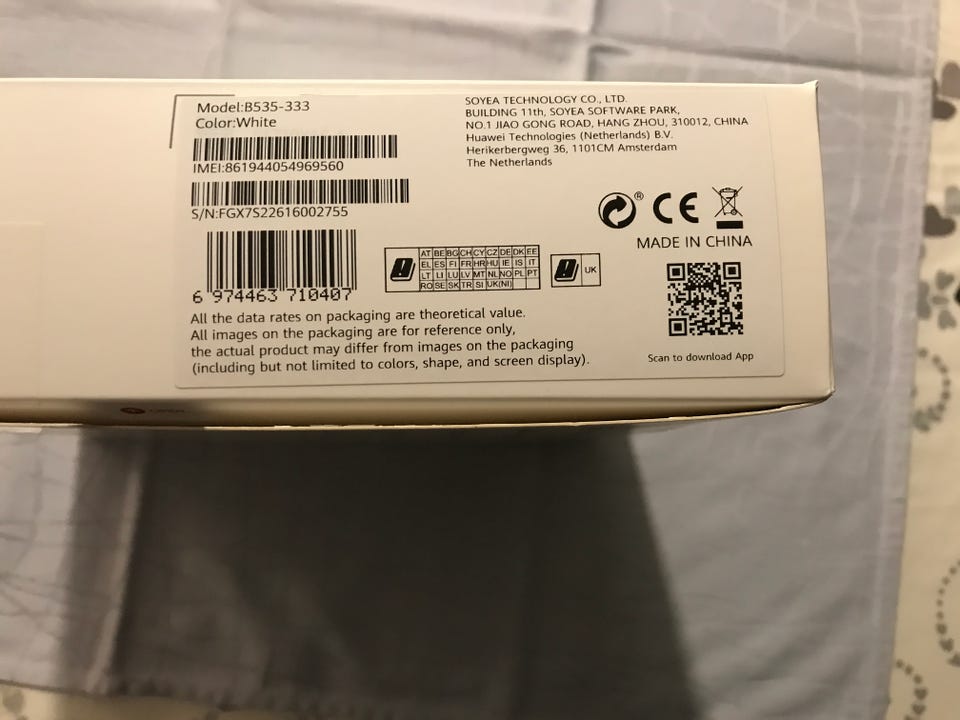 Model:B535-333
Color:White
IMEI:861944054969560
S/N:FGX7S22616002755
6 974463 710407
SOYEA TECHNOLOGY CO., LTD.
BUILDING 11th, SOYEA SOFTWARE PARK,
NO.1 JIAO GONG ROAD, HANG ZHOU, 310012, CHINA
Huawei Technologies (Netherlands) B.V.
Herikerbergweg 36, 1101CM Amsterdam
The Netherlands
® CE
MADE IN CHINA
AT BE BG CH CY CZ DE DK EE
EL ES FI FR HR HU IE IS IT
LT LI LU LV MT NL NO PL PT
RO SE SK TR SI UK(NI)
UK
All the data rates on packaging are theoretical value.
All images on the packaging are for reference only,
the actual product may differ from images on the packaging
(including but not limited to colors, shape, and screen display).
Scan to download App